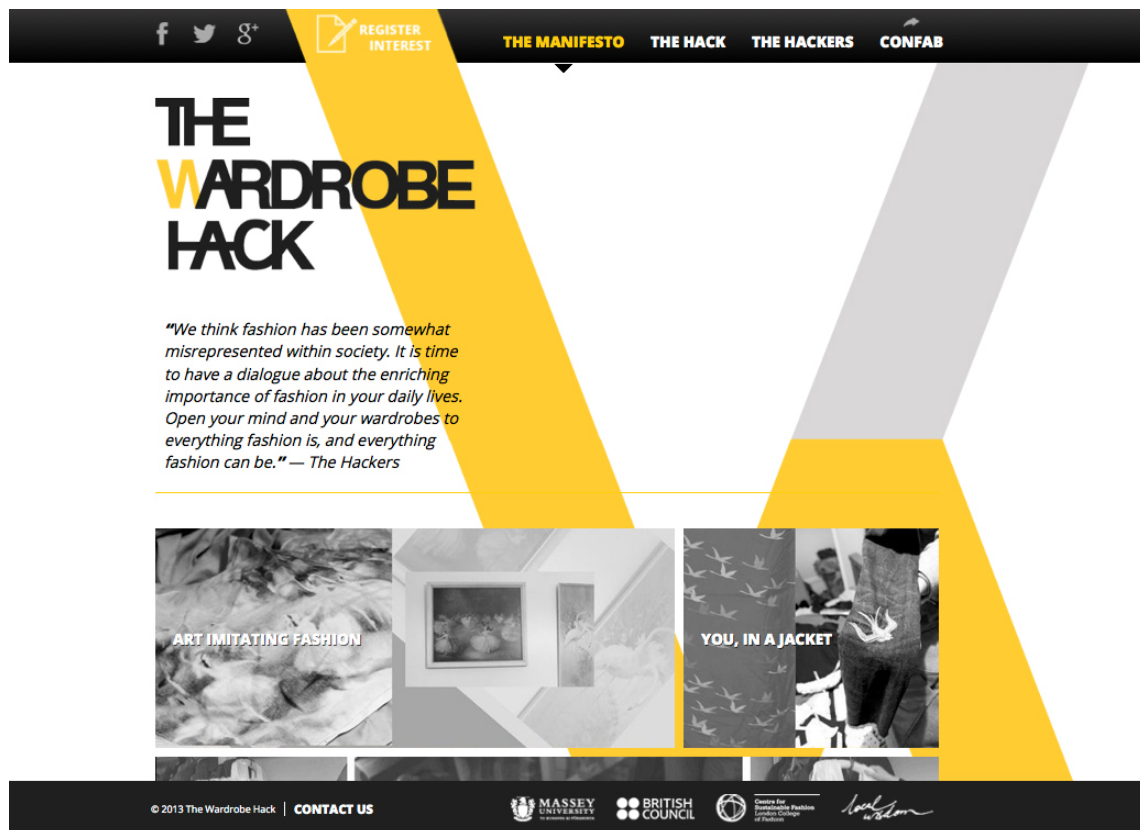 f
g+
REGISTER
INTEREST
THE MANIFESTO
THE HACK
THE HACKERS
CONFAB
THE
WARDROBE
HACK
“We think fashion has been somewhat
misrepresented within society. It is time
to have a dialogue about the enriching
importance of fashion in your daily lives.
Open your mind and your wardrobes to
everything fashion is, and everything
fashion can be.” — The Hackers
ART IMITATING FASHION
YOU, IN A JACKET
© 2013 The Wardrobe Hack
CONTACT US
MASSEY
UNIVERSITY
BRITISH
COUNCIL
Centre for
Sustainable Fashion
London College
of Fashion
local
wisdom